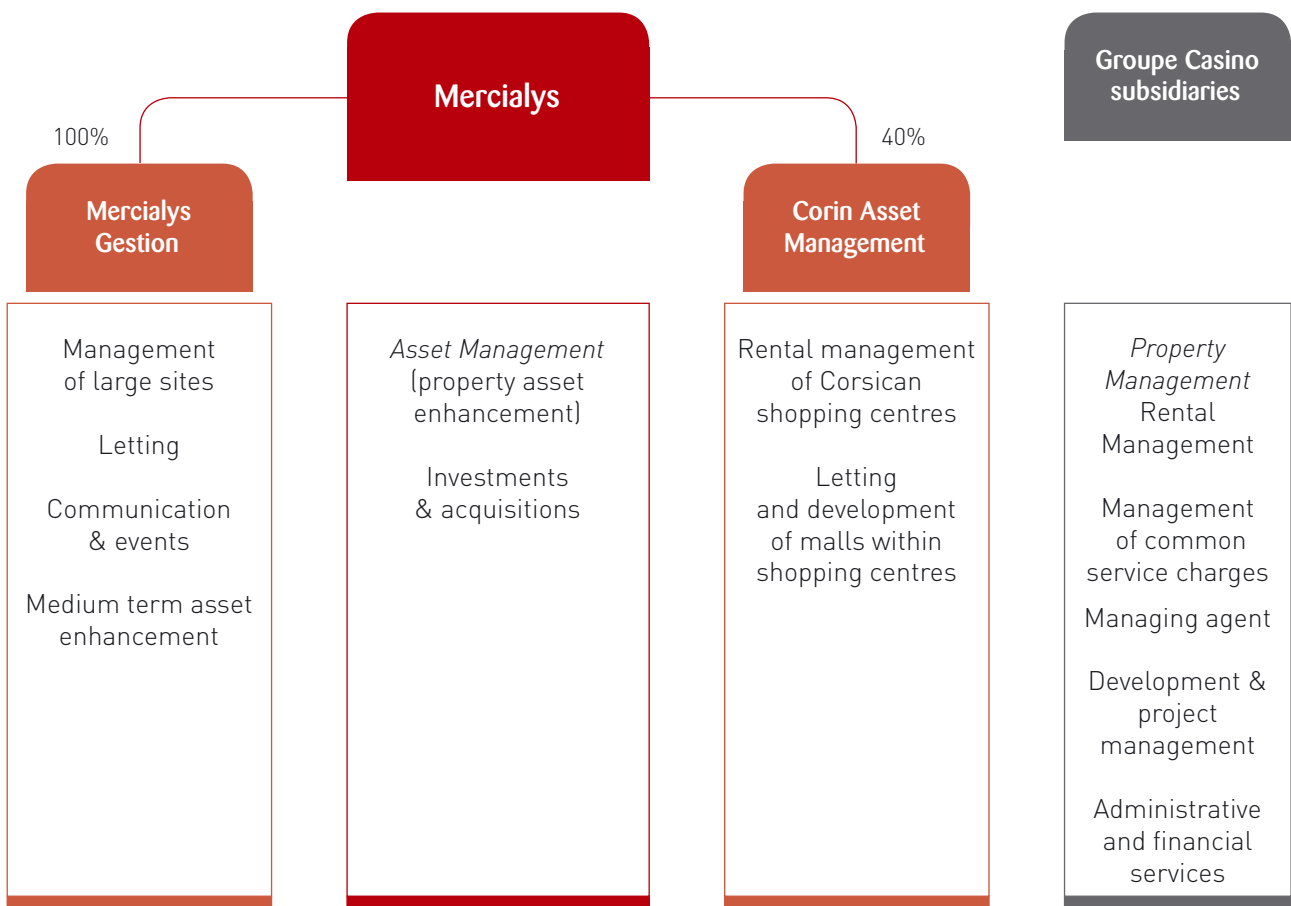 Mercialys
Groupe Casino
subsidiaries
100%
40%
Mercialys
Gestion
Corin Asset
Management
Management
of large sites
Letting
Communication
& events
Medium term asset
enhancement
Asset Management
(property asset
enhancement)
Investments
& acquisitions
Rental management
of Corsican
shopping centres
Letting
and development
of malls within
shopping centres
Property
Management
Rental
Management
Management
of common
service charges
Managing agent
Development &
project
management
Administrative
and financial
services